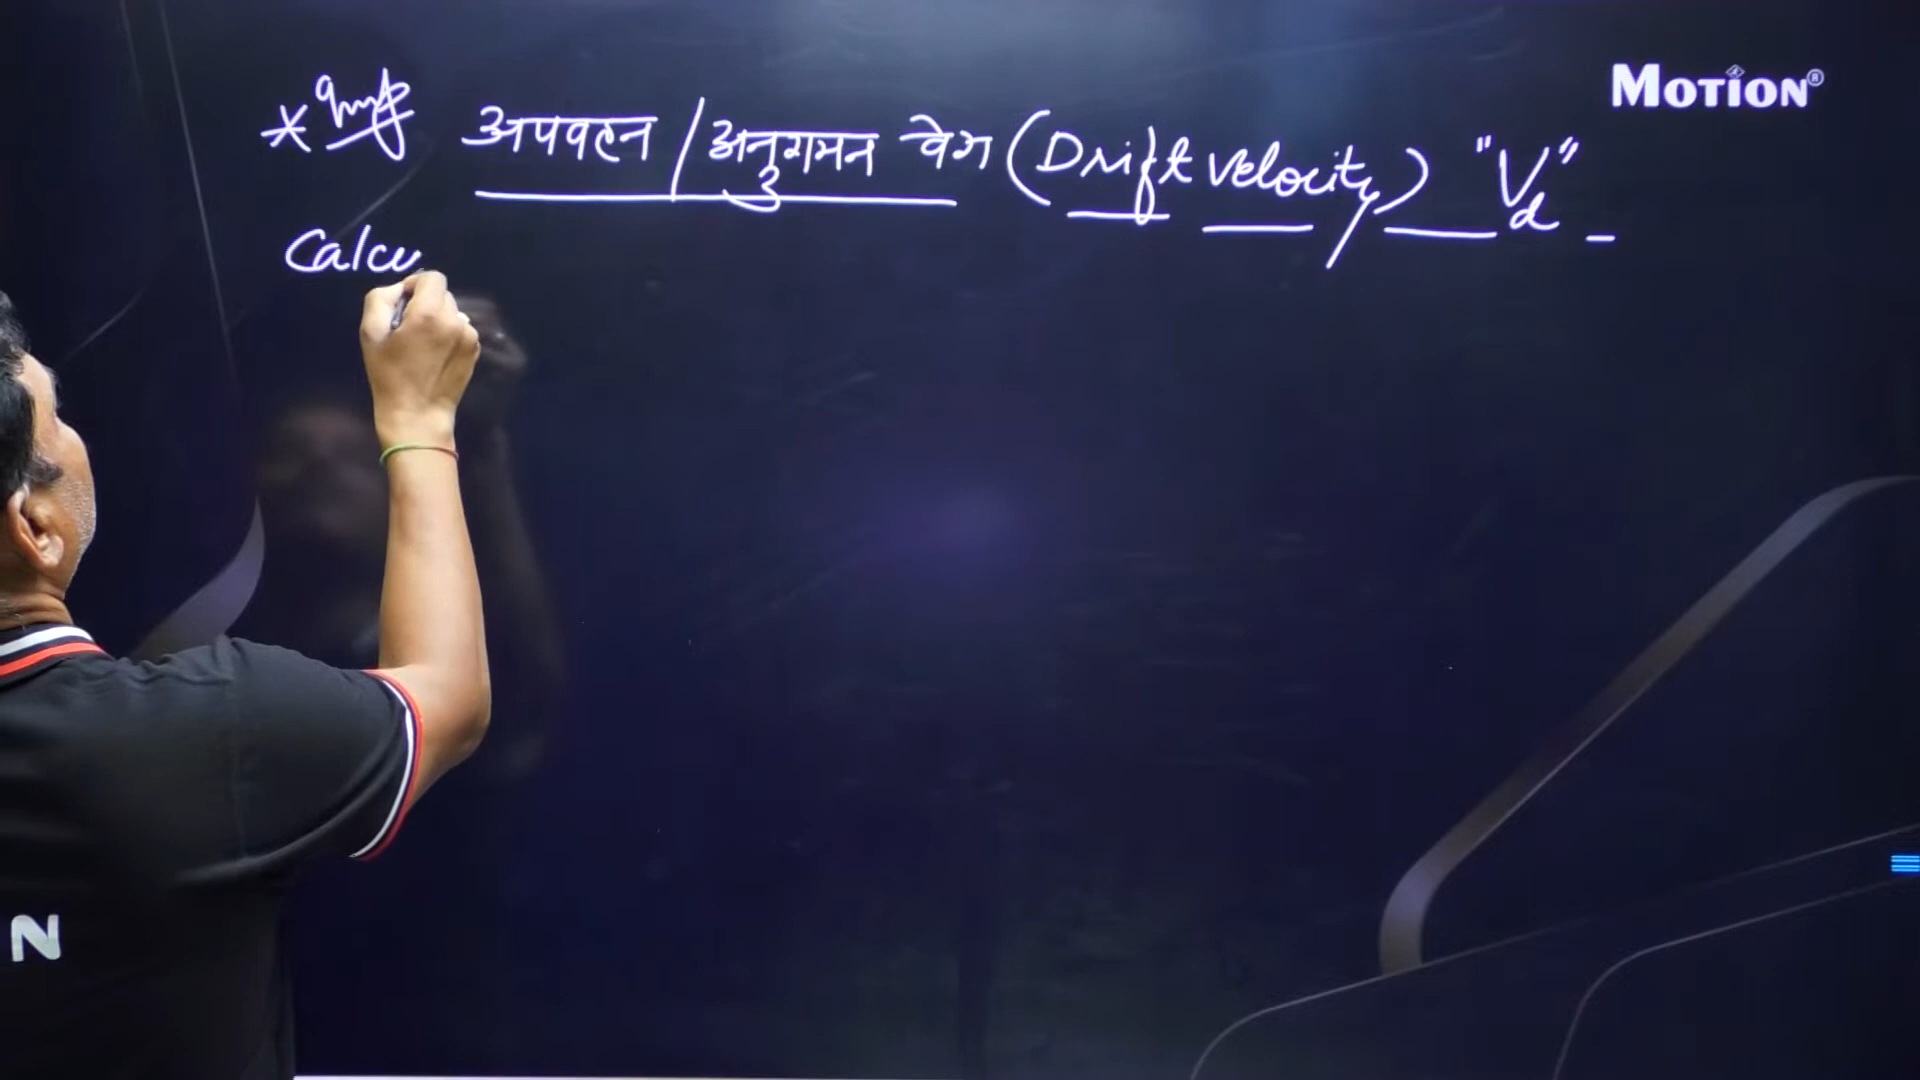 MOTION®
* Imp अपवहन / अनुगमन वेग (Drift Velocity) "Vd"
Calcu
N